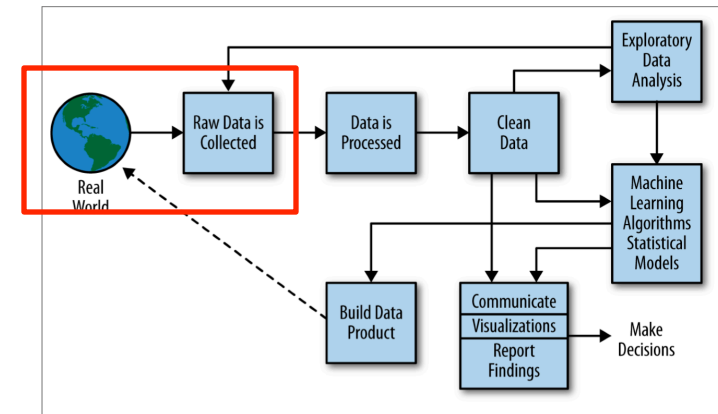 Exploratory
Data
Analysis
Raw Data is
Collected
Data is
Processed
Clean
Data
Real
World
Machine
Learning
Algorithms
Statistical
Models
Build Data
Product
Communicate
Visualizations
Report
Findings
Make
Decisions